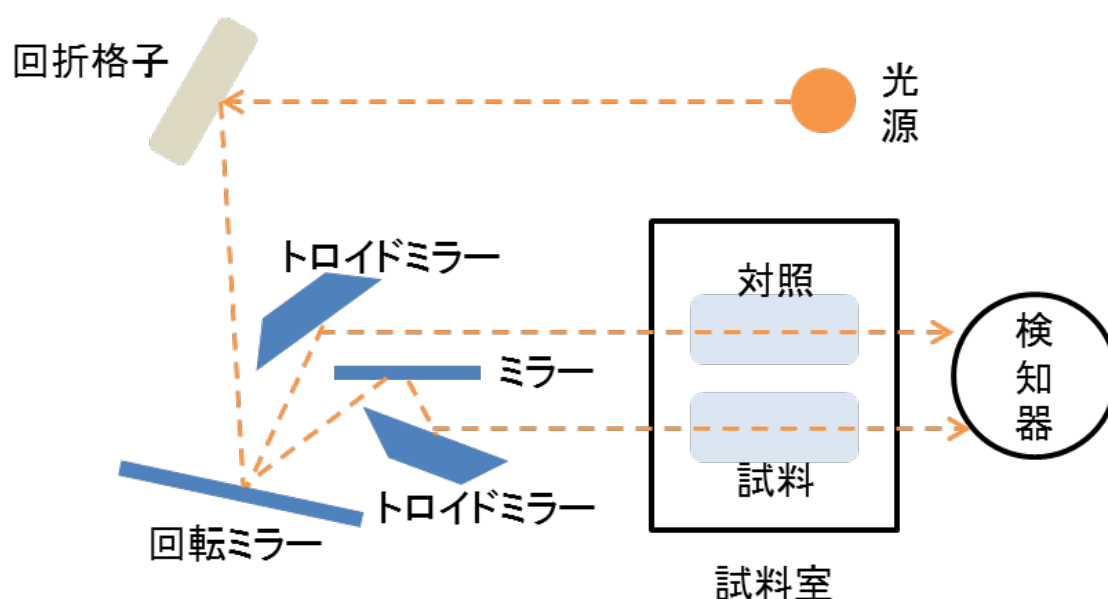 回折格子
光源
トロイドミラー
対照
ミラー
検知器
試料
トロイドミラー
回転ミラー
試料室